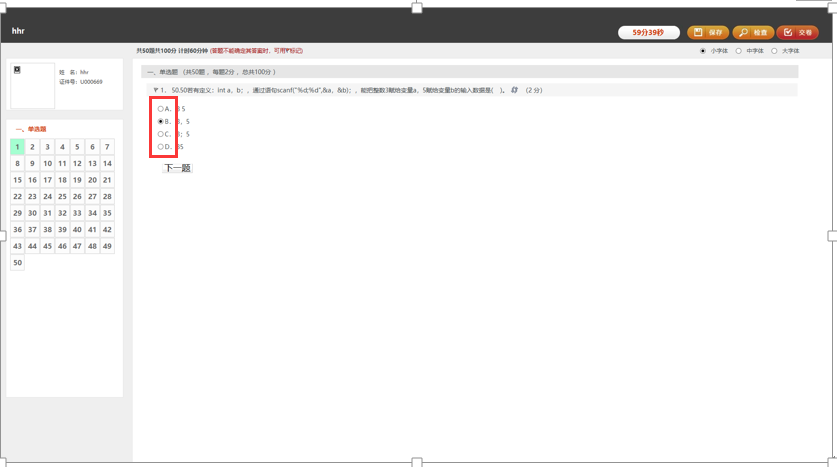 hhr
59分39秒 保存 检查 交卷
共50题共100分 计时60分钟 (答题不能确定其答案时，可用▼标记) 小字体 中字体 大字体
姓 名: hhr
证件号: U000669
一、单选题
1 2 3 4 5 6 7
8 9 10 11 12 13 14
15 16 17 18 19 20 21
22 23 24 25 26 27 28
29 30 31 32 33 34 35
36 37 38 39 40 41 42
43 44 45 46 47 48 49
50
一、单选题 (共50题，每题2分，总共100分)
1、50.50若有定义：int a，b；，通过语句scanf("%d;%d",&a，&b)；，能把整数3赋给变量a，5赋给变量b的输入数据是( )。 (2 分)
A、3 5
B、3，5
C、3；5
D、35
下一题